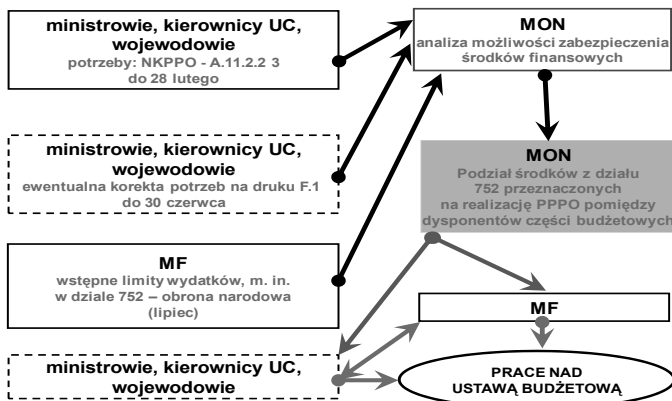 ministrowie, kierownicy UC,
wojewodowie
potrzeby: NKPPO - A.11.2.2 3
do 28 lutego
MON
analiza możliwości zabezpieczenia
środków finansowych
ministrowie, kierownicy UC,
wojewodowie
ewentualna korekta potrzeb na druku F.1
do 30 czerwca
MON
Podział środków z działu
752 przeznaczonych
na realizację PPPO pomiędzy
dysponentów części budżetowych
MF
wstępne limity wydatków, m. in.
w dziale 752 – obrona narodowa
(lipiec)
MF
ministrowie, kierownicy UC,
wojewodowie
PRACE NAD
USTAWĄ BUDŻETOWĄ